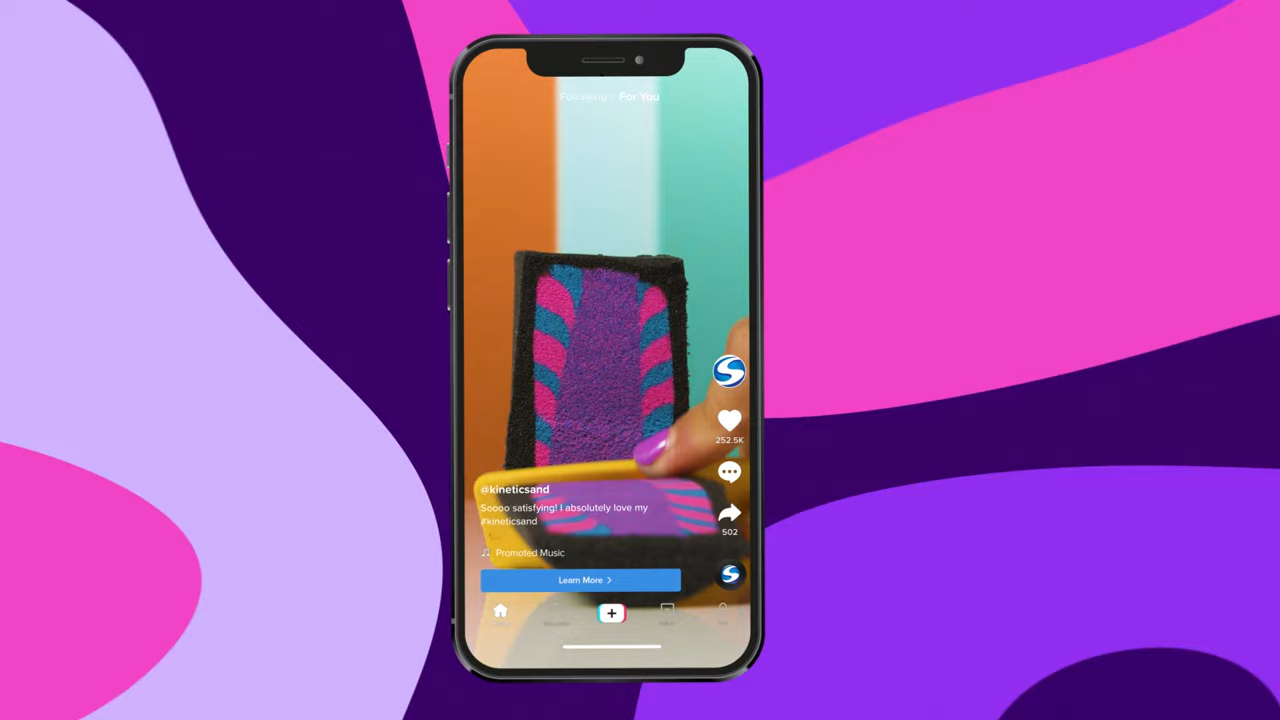 Following | For You
252.5K
@kineticsand
Soooo satisfying! I absolutely love my
#kineticsand
502
Promoted Music
Learn More >